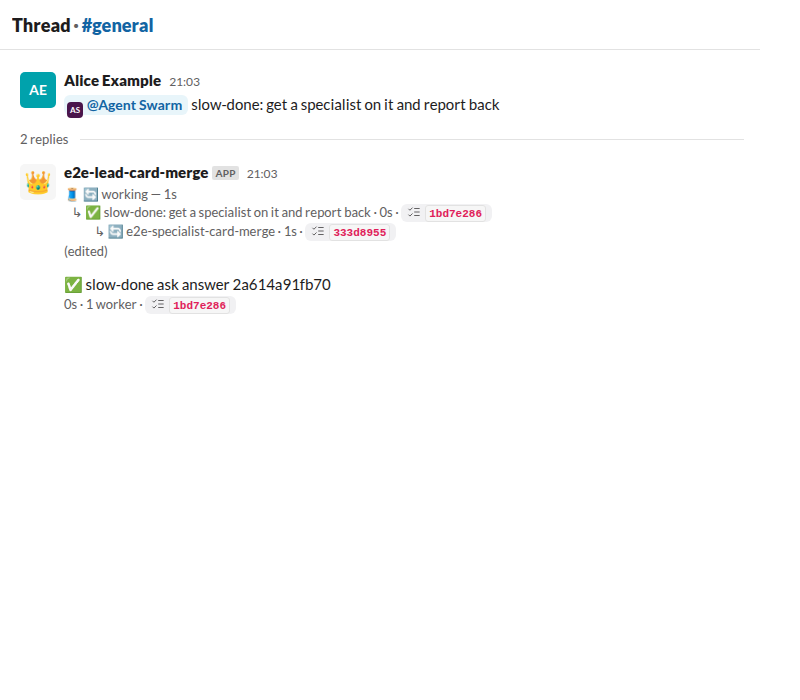 Thread • #general
AE
Alice Example 21:03
AS @Agent Swarm slow-done: get a specialist on it and report back
2 replies
e2e-lead-card-merge APP 21:03
🧵 🔄 working — 1s
↳ ✅ slow-done: get a specialist on it and report back · 0s · 1bd7e286
↳ 🔄 e2e-specialist-card-merge · 1s · 333d8955
(edited)
✅ slow-done ask answer 2a614a91fb70
0s · 1 worker · 1bd7e286